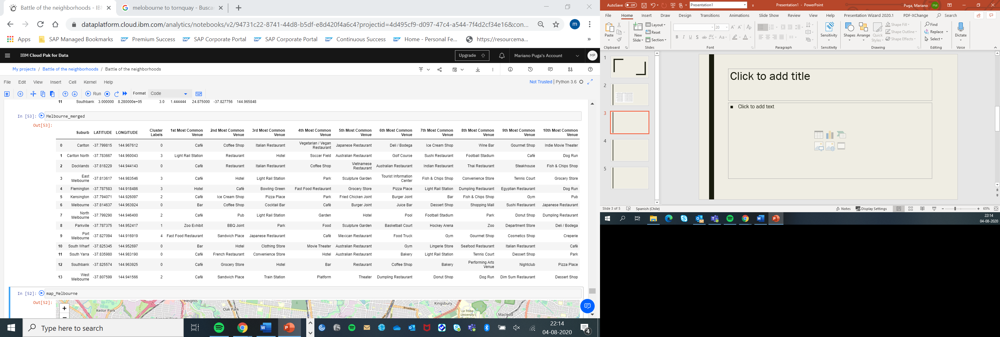 Battle of the neighborhoods - IBM
melobourne to tornquay - Busca
dataplatform.cloud.ibm.com/analytics/notebooks/v2/94731c22-8741-44d8-b5df-e8d420f4a6c4?projectid=4d495cf9-d097-47c4-a544-7f4d2cf34e16&con...
m
Apps SAP Managed Bookmarks Premium Success SAP Corporate Portal SAP Corporate Portal Continuous Success Home - Personal Fe... https://resourcema... »
IBM Cloud Pak for Data Upgrade Mariano Puga's Account MP
My projects / Battle of the neighborhoods / Battle of the neighborhoods
File Edit View Insert Cell Kernel Help Not Trusted | Python 3.6
Run Format Code
11 Southbank 3.000000 8.280000e+05 3.0 1.444444 24.875000 -37.827756 144.965848
In [53]: Melbourne_merged
Out[53]:
Suburb LATITUDE LONGITUDE Cluster Labels 1st Most Common Venue 2nd Most Common Venue 3rd Most Common Venue 4th Most Common Venue 5th Most Common Venue 6th Most Common Venue 7th Most Common Venue 8th Most Common Venue 9th Most Common Venue 10th Most Common Venue
0 Carlton -37.799815 144.967612 0 Café Coffee Shop Italian Restaurant Vegetarian / Vegan Restaurant Japanese Restaurant Deli / Bodega Ice Cream Shop Wine Bar Gourmet Shop Indie Movie Theater
1 Carlton North -37.783667 144.960043 3 Light Rail Station Restaurant Hotel Soccer Field Australian Restaurant Golf Course Sushi Restaurant Football Stadium Café Dog Run
2 Docklands -37.818229 144.944143 0 Café Restaurant Italian Restaurant Coffee Shop Vietnamese Restaurant Australian Restaurant Indian Restaurant Thai Restaurant Steakhouse Fish & Chips Shop
3 East Melbourne -37.813617 144.983546 3 Café Hotel Light Rail Station Park Sculpture Garden Tourist Information Center Fish & Chips Shop Convenience Store Tennis Court Grocery Store
4 Flemington -37.787583 144.918486 3 Hotel Café Bowling Green Fast Food Restaurant Grocery Store Pizza Place Light Rail Station Dumpling Restaurant Egyptian Restaurant Dog Run
5 Kensington -37.794071 144.926097 2 Café Ice Cream Shop Pizza Place Park Fried Chicken Joint Burger Joint Bar Fish & Chips Shop Gym Pub
6 Melbourne -37.814637 144.963924 0 Bar Coffee Shop Cocktail Bar Café Burger Joint Juice Bar Dessert Shop Shopping Mall Sushi Restaurant Japanese Restaurant
7 North Melbourne -37.799290 144.946400 2 Café Pub Light Rail Station Garden Hotel Pool Football Stadium Park Donut Shop Dumpling Restaurant
8 Parkville -37.787375 144.952417 1 Zoo Exhibit BBQ Joint Park Food Sculpture Garden Basketball Court Hockey Arena Zoo Department Store Deli / Bodega
9 Port Melbourne -37.827094 144.916919 4 Fast Food Restaurant Sandwich Place Japanese Restaurant Café Mexican Restaurant Food Truck Gym Gourmet Shop Cosmetics Shop Creperie
10 South Wharf -37.825345 144.952697 0 Bar Hotel Clothing Store Movie Theater Australian Restaurant Gym Lingerie Store Seafood Restaurant Italian Restaurant Café
11 South Yarra -37.835980 144.983190 0 Café French Restaurant Convenience Store Hotel Australian Restaurant Bakery Light Rail Station Tennis Court Dessert Shop Park
12 Southbank -37.825574 144.963925 0 Café Grocery Store Hotel Bar Restaurant Coffee Shop Bakery Performing Arts Venue Nightclub Pizza Place
13 West Melbourne -37.807599 144.941566 2 Café Sandwich Place Train Station Platform Theater Dumpling Restaurant Donut Shop Dog Run Dim Sum Restaurant Dessert Shop
In [52]: map_Melbourne
Out[52]:
+
−
Keilor Park
Heights
Oak Park
Broadway
Kingsbury
La Trobe University
Macleod
Type here to search
22:14
04-08-2020
4
AutoSave Off Presentation1 Presentation1 - PowerPoint Puga, Mariano PM
File Home Insert Draw Design Transitions Animations Slide Show Review View Help Presentation Wizard 2020.1 PDF-XChange Search
Paste New Slide Layout Reset Section 20 B I U S ab AV Aa A
Sensitivity Shapes Arrange Quick Styles Shape Fill Shape Outline Shape Effects Find Replace Select Dictate
Clipboard Slides Font Paragraph Sensitivity Drawing Editing Voice
1
2
3
4
5
Click to add title
Click to add text
Slide 3 of 5 Spanish (Chile) Notes Display Settings 65%
22:14
04-08-2020